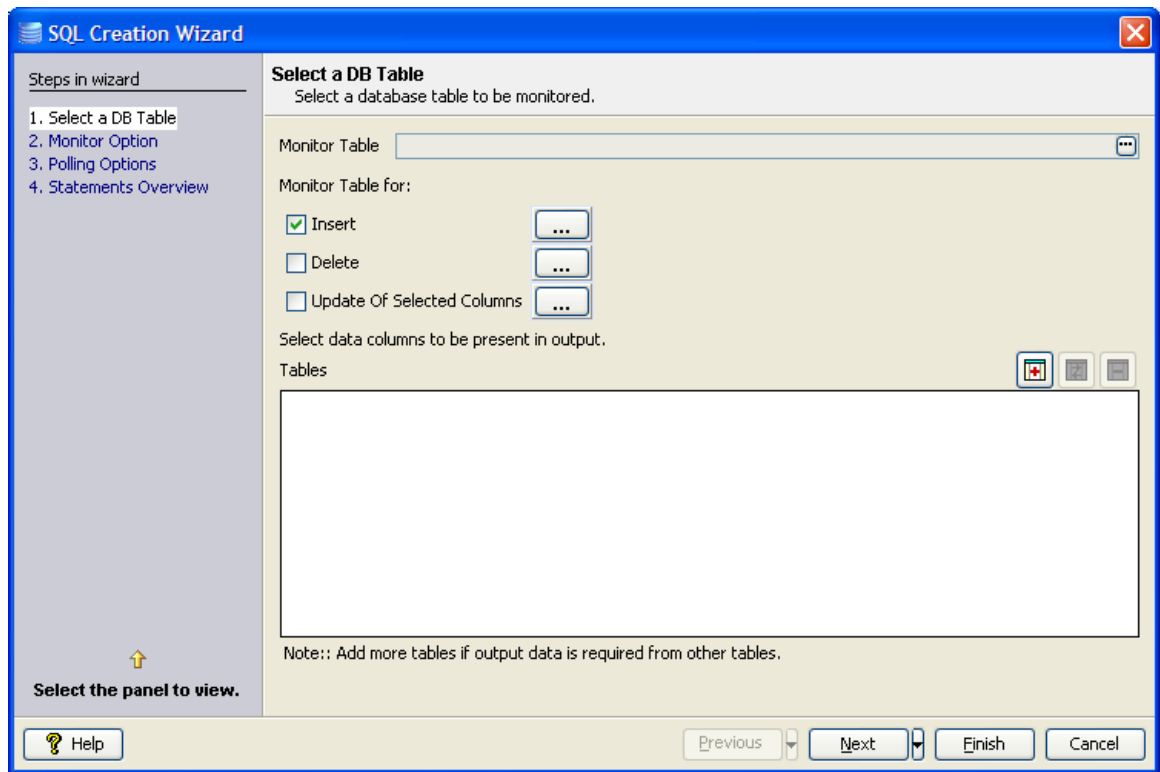 SQL Creation Wizard
Steps in wizard
1. Select a DB Table
2. Monitor Option
3. Polling Options
4. Statements Overview
Select the panel to view.
Select a DB Table
Select a database table to be monitored.
Monitor Table
...
Monitor Table for:
Insert ...
Delete ...
Update Of Selected Columns ...
Select data columns to be present in output.
Tables
Note:: Add more tables if output data is required from other tables.
Help Previous Next Finish Cancel